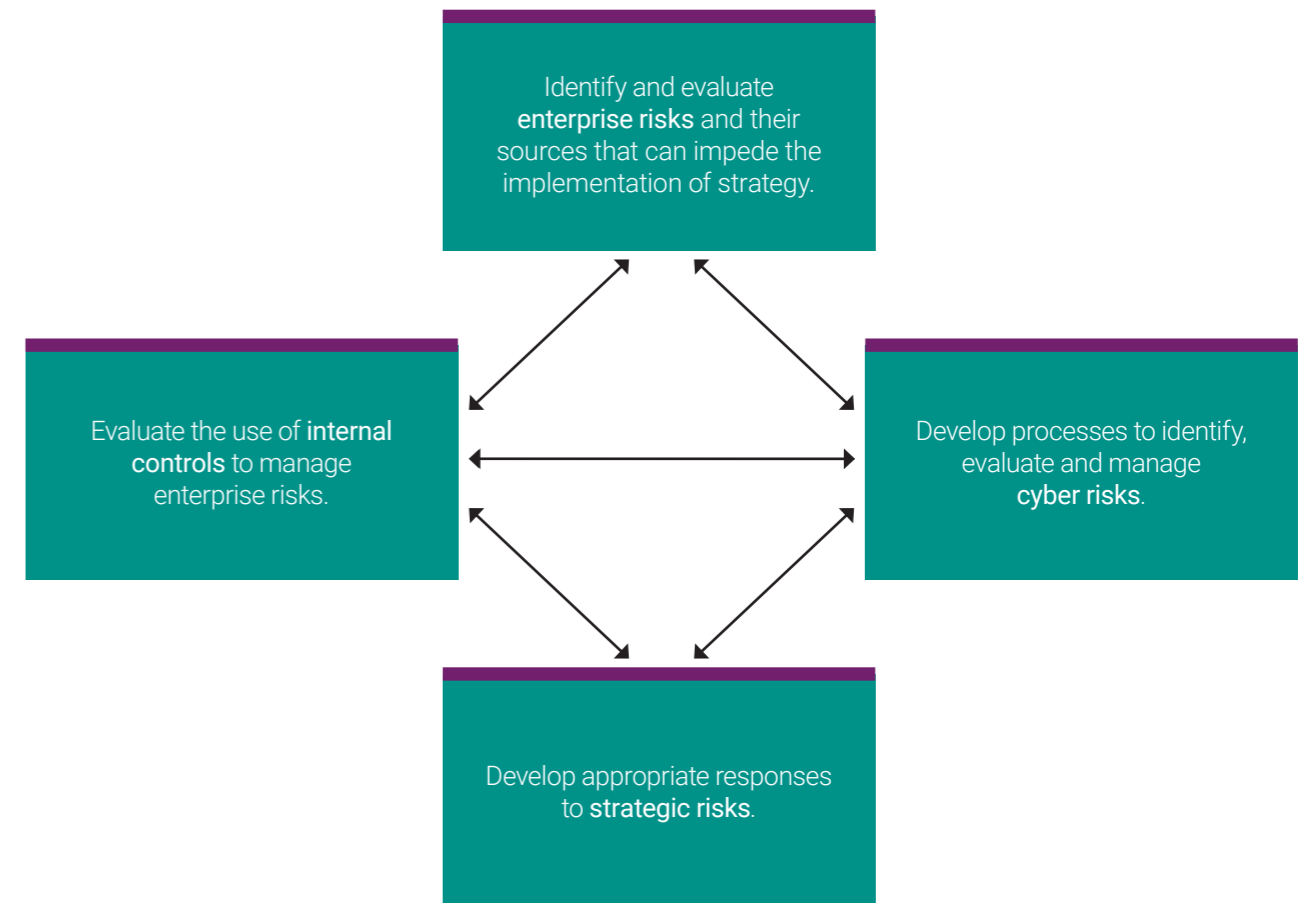 Identify and evaluate
enterprise risks and their
sources that can impede the
implementation of strategy.
Evaluate the use of internal
controls to manage
enterprise risks.
Develop processes to identify,
evaluate and manage
cyber risks.
Develop appropriate responses
to strategic risks.